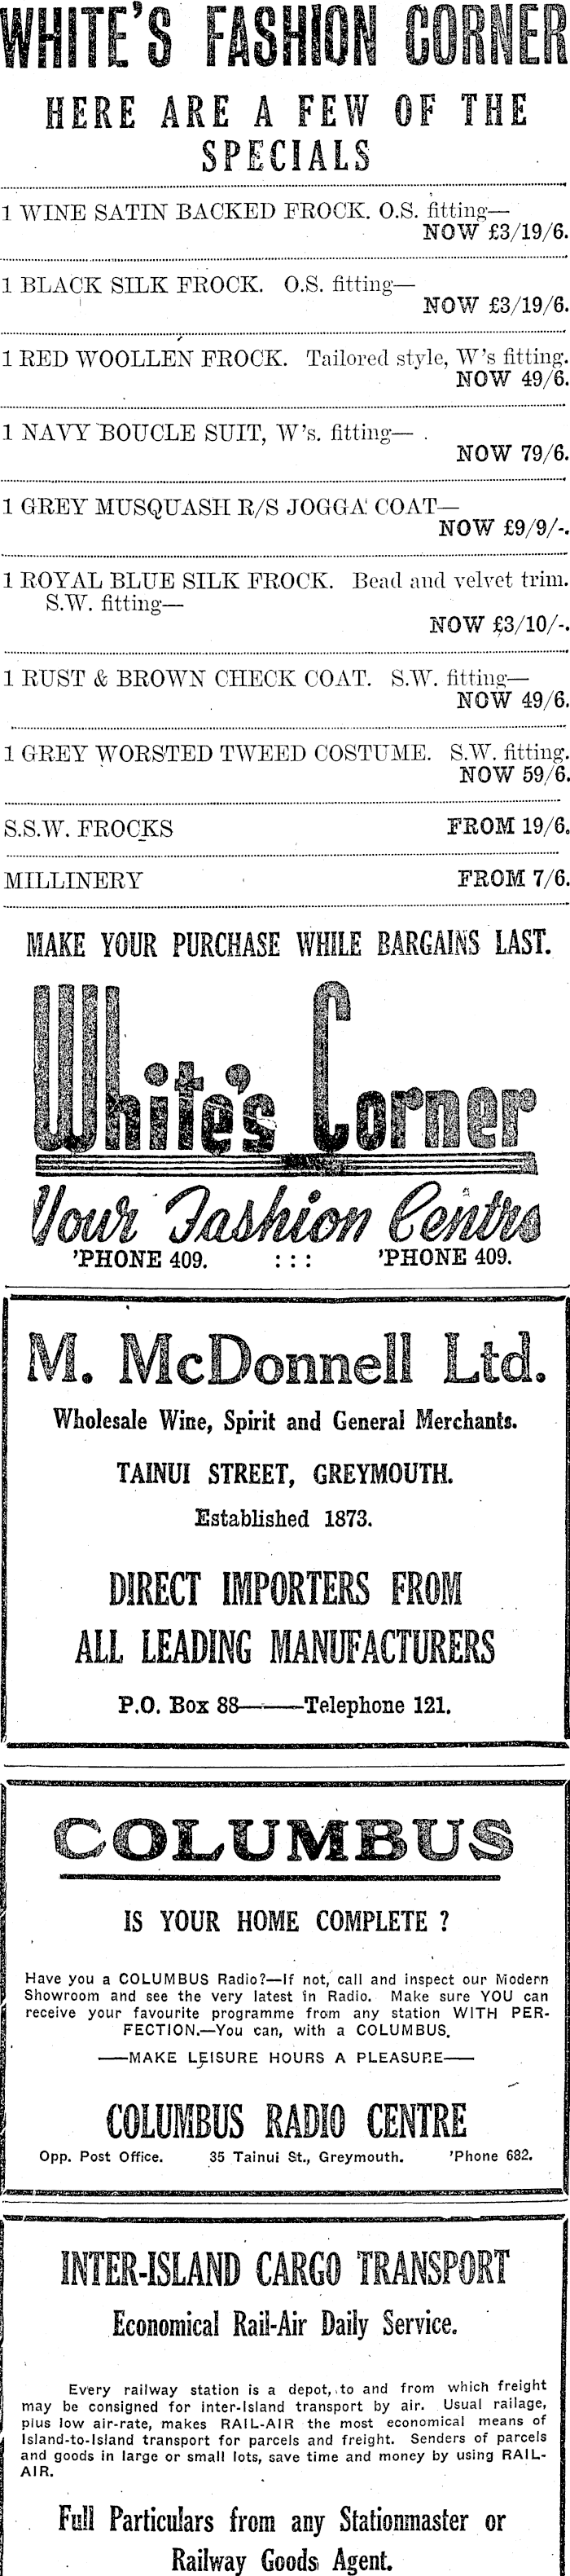 WHITE'S FASHION CORNER
HERE ARE A FEW OF THE
SPECIALS
1 WINE SATIN BACKED FROCK. O.S. fitting—
NOW £3/19/6.
1 BLACK SILK FROCK. O.S. fitting—
NOW £3/19/6.
1 RED WOOLLEN FROCK. Tailored style, W's fitting.
NOW 49/6.
1 NAVY BOUCLE SUIT, W's. fitting—
NOW 79/6.
1 GREY MUSQUASH R/S JOGGA COAT—
NOW £9/9/-.
1 ROYAL BLUE SILK FROCK. Bead and velvet trim.
S.W. fitting—
NOW £3/10/-.
1 RUST & BROWN CHECK COAT. S.W. fitting—
NOW 49/6.
1 GREY WORSTED TWEED COSTUME. S.W. fitting.
NOW 59/6.
S.S.W. FROCKS FROM 19/6.
MILLINERY FROM 7/6.
MAKE YOUR PURCHASE WHILE BARGAINS LAST.
White's Corner
Your Fashion Centre
'PHONE 409. : : : 'PHONE 409.
M. McDonnell Ltd.
Wholesale Wine, Spirit and General Merchants.
TAINUI STREET, GREYMOUTH.
Established 1873.
DIRECT IMPORTERS FROM
ALL LEADING MANUFACTURERS
P.O. Box 88———Telephone 121.
COLUMBUS
IS YOUR HOME COMPLETE ?
Have you a COLUMBUS Radio?—If not, call and inspect our Modern
Showroom and see the very latest in Radio. Make sure YOU can
receive your favourite programme from any station WITH PER-
FECTION.—You can, with a COLUMBUS.
——MAKE LEISURE HOURS A PLEASURE——
COLUMBUS RADIO CENTRE
Opp. Post Office. 35 Tainui St., Greymouth. 'Phone 682.
INTER-ISLAND CARGO TRANSPORT
Economical Rail-Air Daily Service.
Every railway station is a depot, to and from which freight
may be consigned for inter-Island transport by air. Usual railage,
plus low air-rate, makes RAIL-AIR the most economical means of
Island-to-Island transport for parcels and freight. Senders of parcels
and goods in large or small lots, save time and money by using RAIL-
AIR.
Full Particulars from any Stationmaster or
Railway Goods Agent.